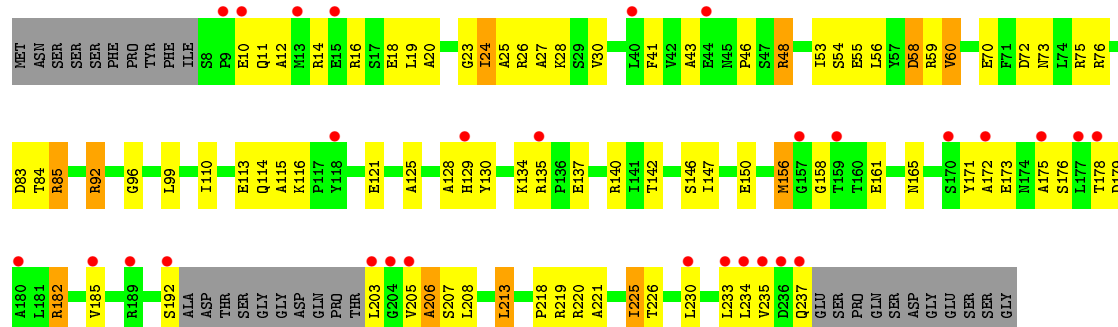 MET ASN SER SER SER PHE PRO TYR PHE ILE S8 P9 E10 Q11 A12 M13 R14 E15 R16 S17 E18 L19 A20 G23 I24 A25 R26 A27 K28 S29 V30 L40 F41 V42 A43 E44 N45 P46 S47 R48 I53 S54 E55 L56 Y57 D58 R59 V60 E70 F71 D72 N73 L74 R75 R76
D83 T84 R85 R92 G96 L99 I110 E113 Q114 A115 K116 P117 Y118 E121 A125 A128 H129 Y130 K134 R135 P136 E137 R140 I141 T142 S146 I147 E150 M156 G157 G158 T159 T160 E161 N165 S170 Y171 A172 E173 N174 A175 S176 L177 T178 D179
A180 L181 R182 V185 R189 S192 ALA ASP THR SER GLY GLY ASP GLN PRO THR L203 G204 V205 A206 S207 L208 L213 P218 R219 R220 A221 I225 T226 L230 L233 L234 V235 D236 Q237 GLU SER PRO GLN SER ASP GLY GLU SER SER GLY